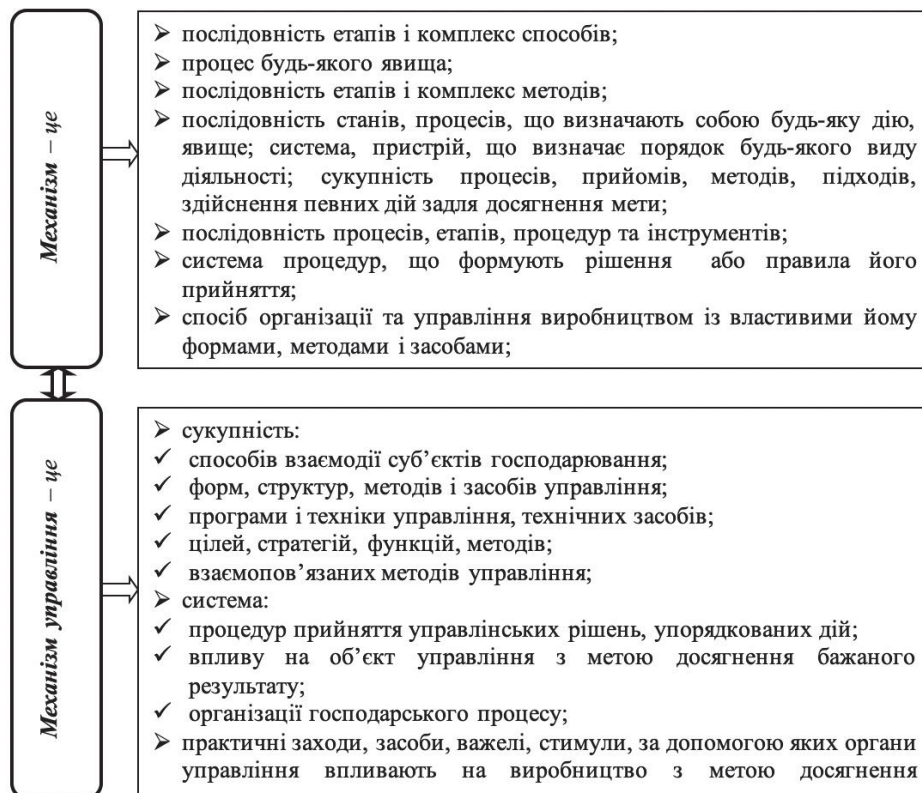 Механізм – це
➢ послідовність етапів і комплекс способів;
➢ процес будь-якого явища;
➢ послідовність етапів і комплекс методів;
➢ послідовність станів, процесів, що визначають собою будь-яку дію,
явище; система, пристрій, що визначає порядок будь-якого виду
діяльності; сукупність процесів, прийомів, методів, підходів,
здійснення певних дій задля досягнення мети;
➢ послідовність процесів, етапів, процедур та інструментів;
➢ система процедур, що формують рішення або правила його
прийняття;
➢ спосіб організації та управління виробництвом із властивими йому
формами, методами і засобами;
Механізм управління – це
➢ сукупність:
✓ способів взаємодії суб’єктів господарювання;
✓ форм, структур, методів і засобів управління;
✓ програми і техніки управління, технічних засобів;
✓ цілей, стратегій, функцій, методів;
✓ взаємопов’язаних методів управління;
➢ система:
✓ процедур прийняття управлінських рішень, упорядкованих дій;
✓ впливу на об’єкт управління з метою досягнення бажаного
результату;
✓ організації господарського процесу;
➢ практичні заходи, засоби, важелі, стимули, за допомогою яких органи
управління впливають на виробництво з метою досягнення